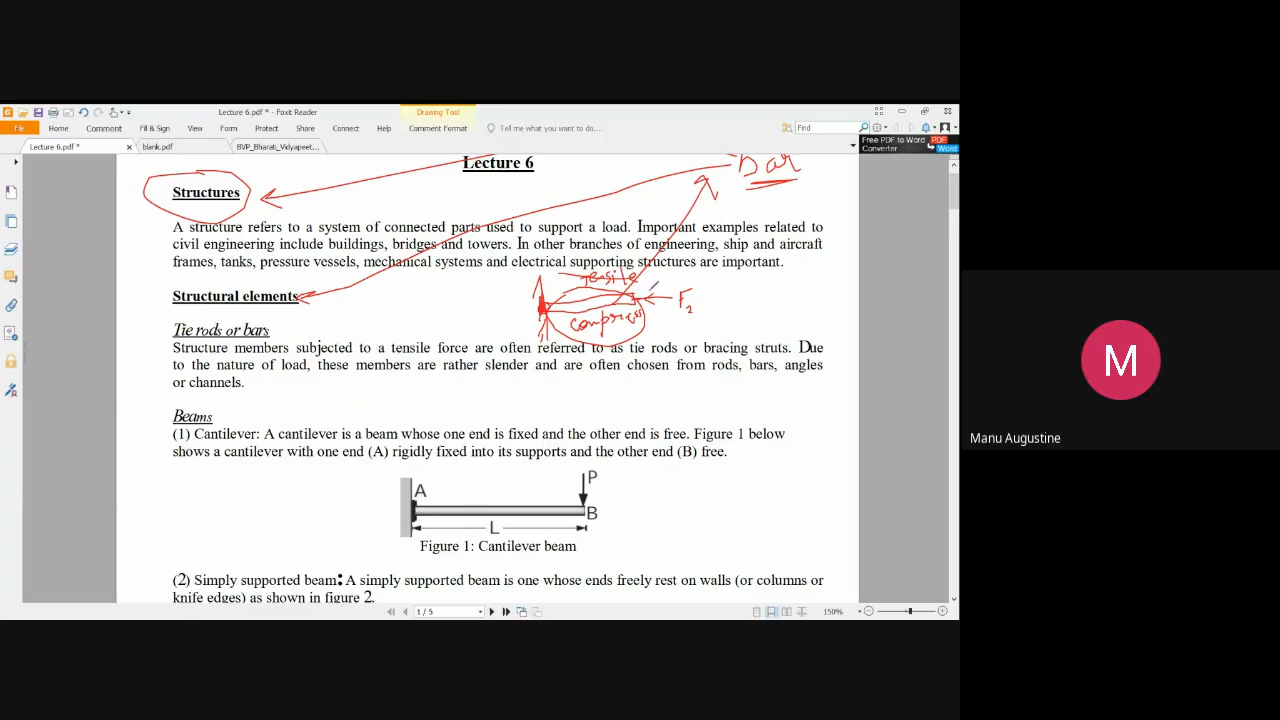 Lecture 6.pdf * - Foxit Reader
Drawing Tool
File Home Comment Fill & Sign View Form Protect Share Connect Help Comment Format Tell me what you want to do... Find
Lecture 6.pdf * blank.pdf BVP_Bharati_Vidyapeet...
Free PDF to Word Converter
PDF
Word
Lecture 6
Bar
Structures
A structure refers to a system of connected parts used to support a load. Important examples related to
civil engineering include buildings, bridges and towers. In other branches of engineering, ship and aircraft
frames, tanks, pressure vessels, mechanical systems and electrical supporting structures are important.
Tensile
Structural elements
F2
compress
Tie rods or bars
Structure members subjected to a tensile force are often referred to as tie rods or bracing struts. Due
to the nature of load, these members are rather slender and are often chosen from rods, bars, angles
or channels.
Beams
(1) Cantilever: A cantilever is a beam whose one end is fixed and the other end is free. Figure 1 below
shows a cantilever with one end (A) rigidly fixed into its supports and the other end (B) free.
P
A
B
L
Figure 1: Cantilever beam
(2) Simply supported beam: A simply supported beam is one whose ends freely rest on walls (or columns or
knife edges) as shown in figure 2.
1 / 5
150%
M
Manu Augustine